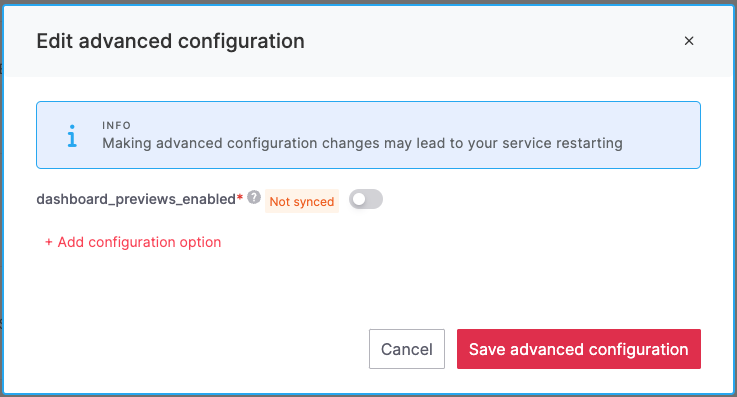 Edit advanced configuration
×
INFO
Making advanced configuration changes may lead to your service restarting
dashboard_previews_enabled* ? Not synced
+ Add configuration option
Cancel Save advanced configuration